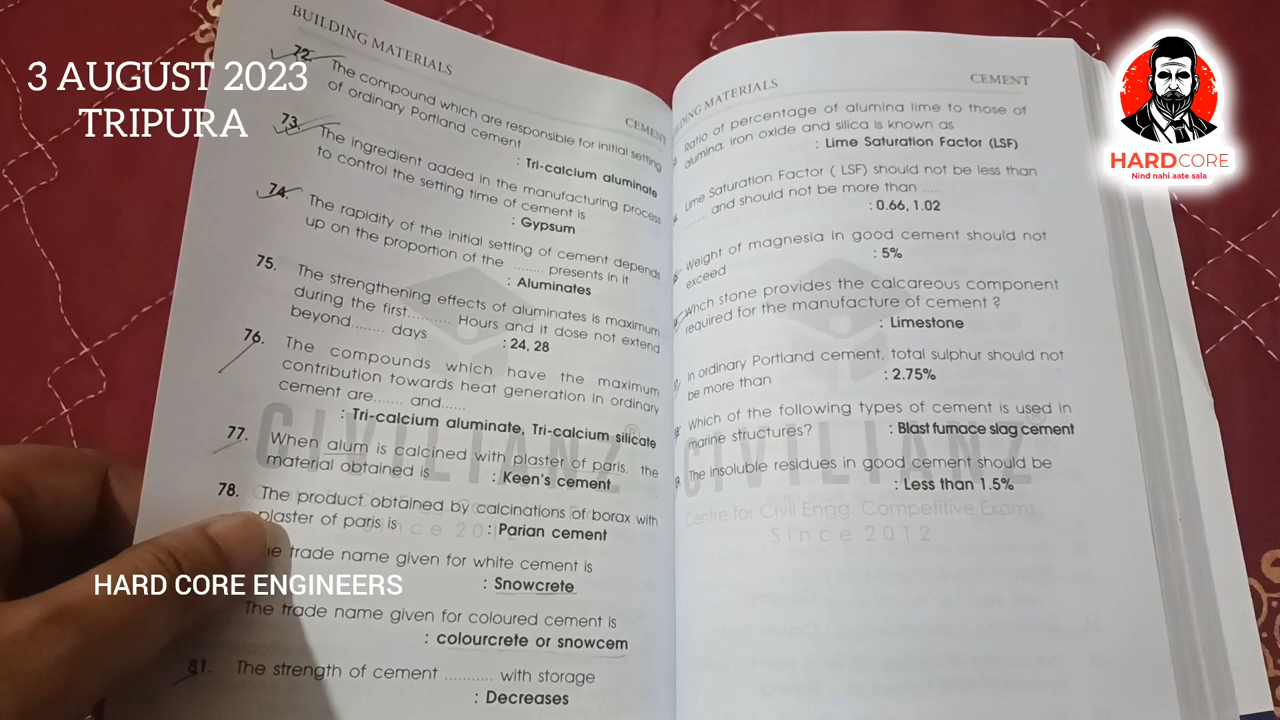 3 AUGUST 2023
TRIPURA
BUILDING MATERIALS
CEMENT
72. The compound which are responsible for initial setting
of ordinary Portland cement
: Tri-calcium aluminate
73. The ingredient added in the manufacturing process
to control the setting time of cement is
: Gypsum
74. The rapidity of the initial setting of cement depends
up on the proportion of the ........ presents in it
: Aluminates
75. The strengthening effects of aluminates is maximum
during the first.......... Hours and it dose not extend
beyond........ days : 24, 28
76. The compounds which have the maximum
contribution towards heat generation in ordinary
cement are....... and......
: Tri-calcium aluminate, Tri-calcium silicate
77. When alum is calcined with plaster of paris, the
material obtained is : Keen's cement
78. The product obtained by calcinations of borax with
plaster of paris is : Parian cement
trade name given for white cement is
: Snowcrete
The trade name given for coloured cement is
: colourcrete or snowcem
81. The strength of cement ........... with storage
: Decreases
HARD CORE ENGINEERS
MATERIALS
CEMENT
Ratio of percentage of alumina lime to those of
alumina, iron oxide and silica is known as
: Lime Saturation Factor (LSF)
Lime Saturation Factor ( LSF) should not be less than
and should not be more than .....
: 0.66, 1.02
Weight of magnesia in good cement should not
exceed : 5%
Which stone provides the calcareous component
required for the manufacture of cement ?
: Limestone
In ordinary Portland cement, total sulphur should not
be more than : 2.75%
Which of the following types of cement is used in
marine structures? : Blast furnace slag cement
The insoluble residues in good cement should be
: Less than 1.5%
CIVILIANZ®
CIVILIANZ®
Centre for Civil Engg. Competitive Exams
Since 2012
HARDCORE
Nind nahi aate sala